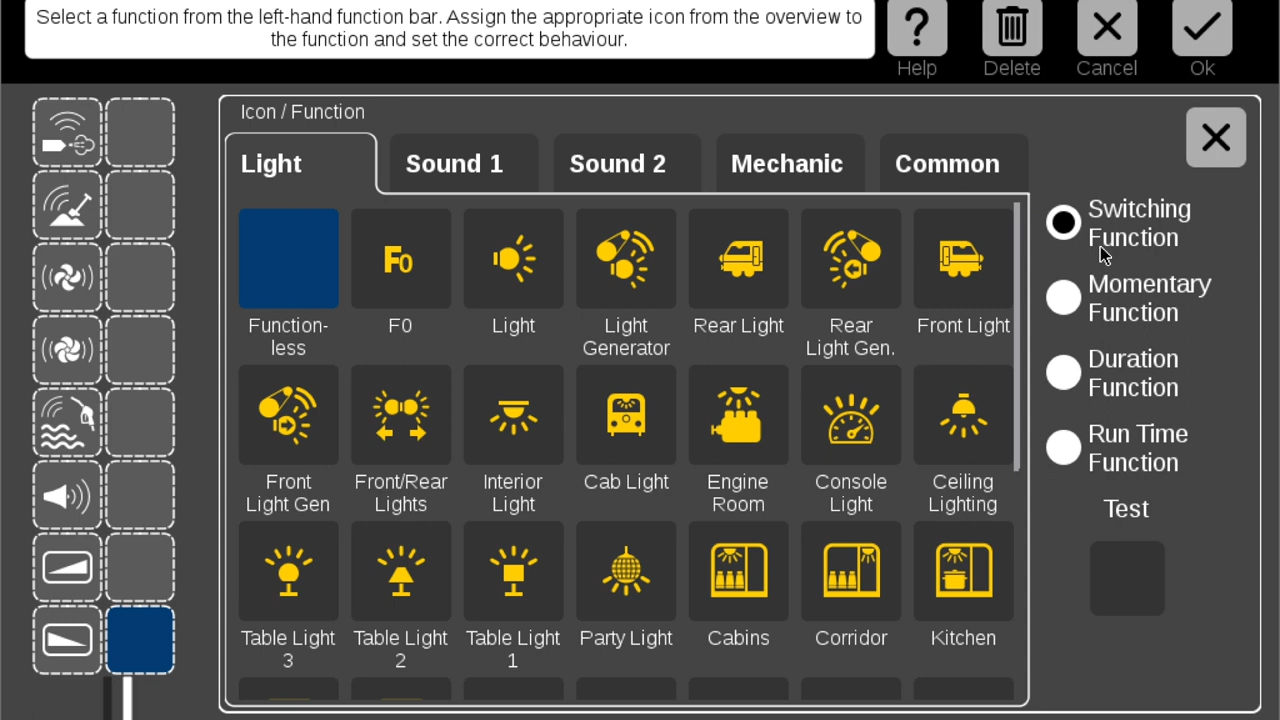 Select a function from the left-hand function bar. Assign the appropriate icon from the overview to
the function and set the correct behaviour.
Help
Delete
Cancel
Ok
Icon / Function
Light
Sound 1
Sound 2
Mechanic
Common
Switching
Function
Momentary
Function
Duration
Function
Run Time
Function
Test
F0
Function-
less
F0
Light
Light
Generator
Rear Light
Rear
Light Gen.
Front Light
Front
Light Gen
Front/Rear
Lights
Interior
Light
Cab Light
Engine
Room
Console
Light
Ceiling
Lighting
Table Light
3
Table Light
2
Table Light
1
Party Light
Cabins
Corridor
Kitchen